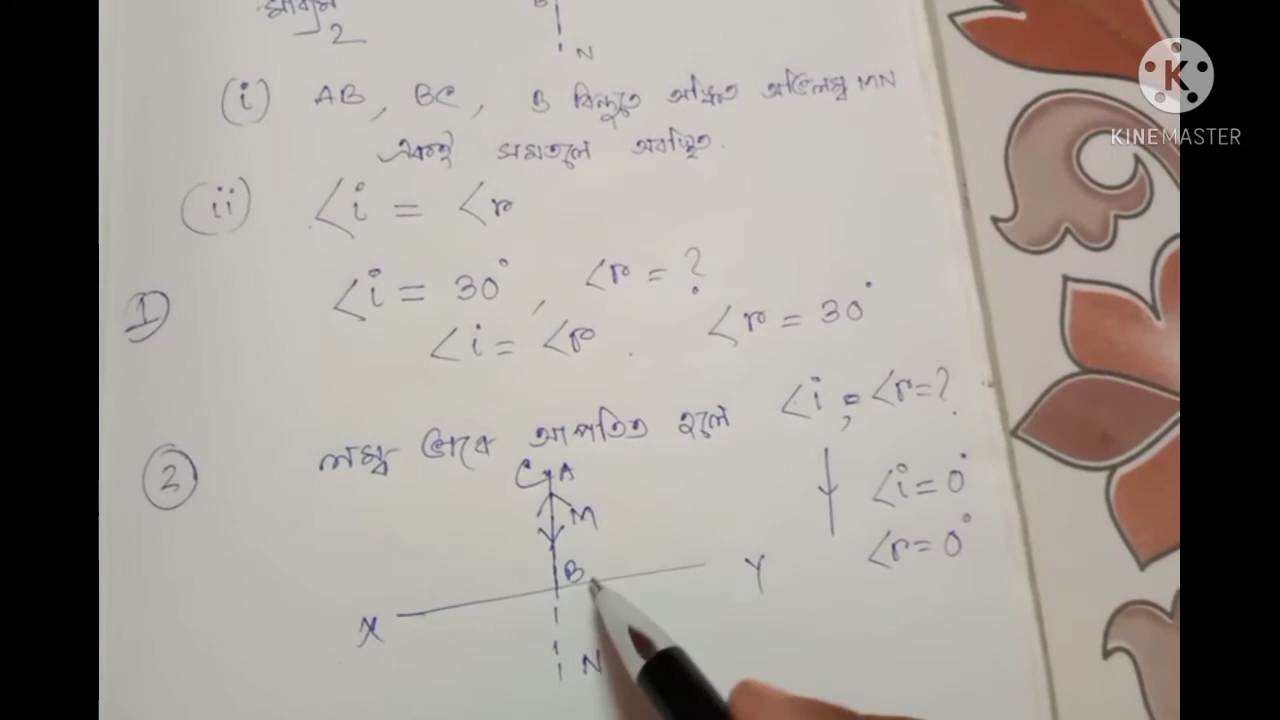 মাধ্যম
2
B
N
(i) AB, BC, B বিন্দুতে অঙ্কিত অভিলম্ব MN
একই সমতলে অবস্থিত.
(ii) <i = <r
1 <i = 30°, <r = ?
<i = <r. <r = 30°
2 লম্ব ভাবে আপতিত হলে <i, <r=?
C A
M
<i = 0°
<r = 0°
B
X Y
N
K
KINEMASTER